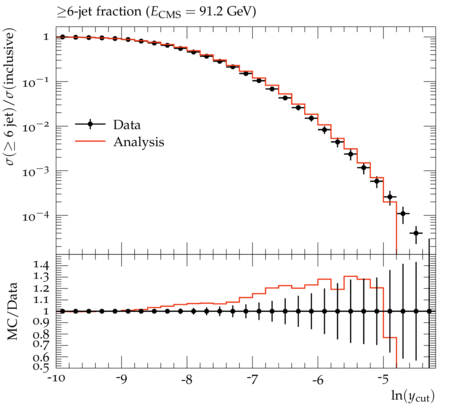 ≥6-jet fraction (E_CMS = 91.2 GeV)
σ(≥ 6 jet)/σ(inclusive)
1
10⁻¹
10⁻²
10⁻³
10⁻⁴
Data
Analysis
MC/Data
1.4
1.3
1.2
1.1
1
0.9
0.8
0.7
0.6
0.5
-10 -9 -8 -7 -6 -5
ln(y_cut)